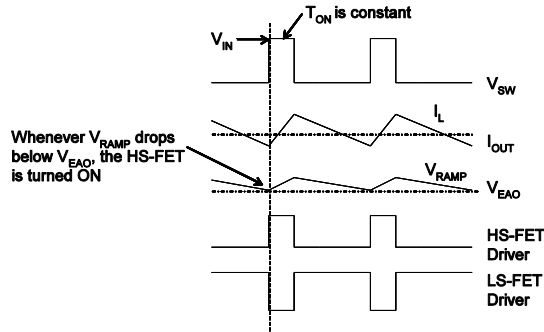 T_ON is constant
V_IN
V_SW
I_L
Whenever V_RAMP drops
below V_EAO, the HS-FET
is turned ON
I_OUT
V_RAMP
V_EAO
HS-FET
Driver
LS-FET
Driver